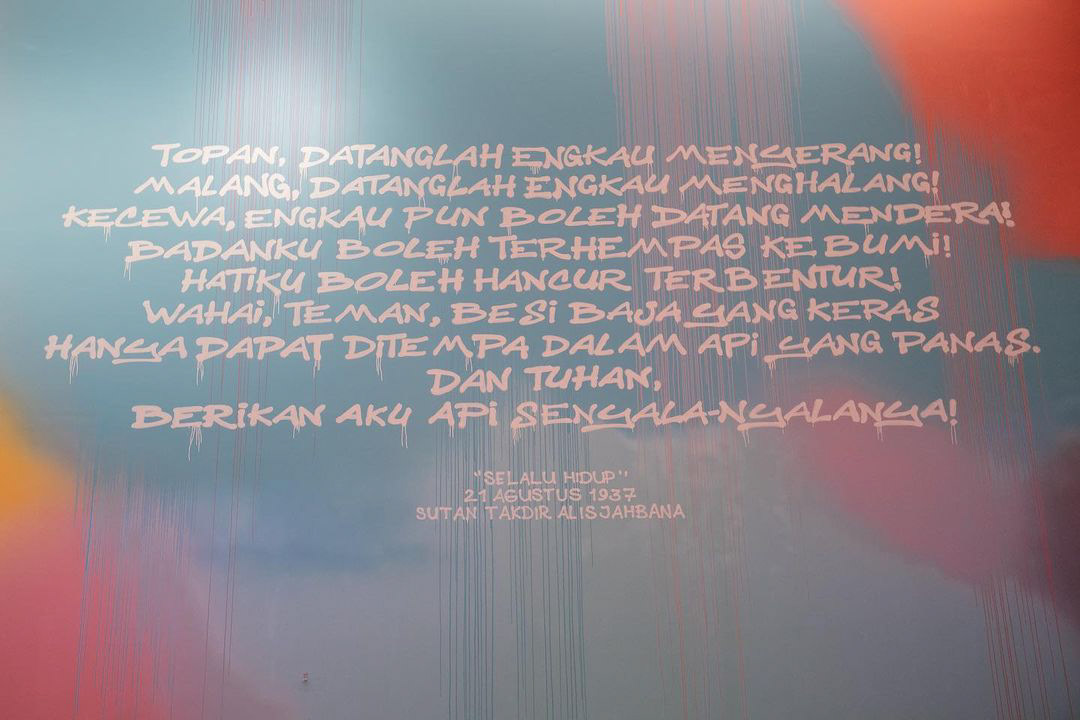 TOPAN, DATANGLAH ENGKAU MENYERANG!
MALANG, DATANGLAH ENGKAU MENGHALANG!
KECEWA, ENGKAU PUN BOLEH DATANG MENDERA!
BADANKU BOLEH TERHEMPAS KE BUMI!
HATIKU BOLEH HANCUR TERBENTUR!
WAHAI, TEMAN, BESI BAJA YANG KERAS
HANYA DAPAT DITEMPA DALAM API YANG PANAS.
DAN TUHAN,
BERIKAN AKU API SENYALA-NYALANYA!
"SELALU HIDUP"
21 AGUSTUS 1937
SUTAN TAKDIR ALISJAHBANA